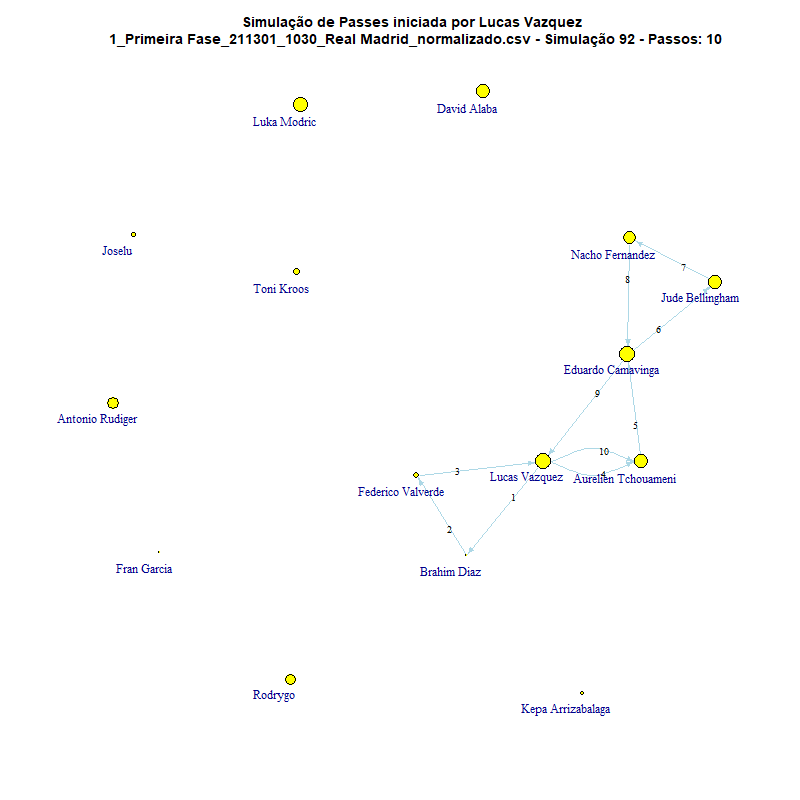 Simulação de Passes iniciada por Lucas Vazquez
1_Primeira Fase_211301_1030_Real Madrid_normalizado.csv - Simulação 92 - Passos: 10
David Alaba
Luka Modric
Joselu
Nacho Fernandez
7
8
Toni Kroos
Jude Bellingham
6
Eduardo Camavinga
9
Antonio Rudiger
5
10
3
4
Lucas Vazquez
Aurelien Tchouameni
Federico Valverde
1
2
Fran Garcia
Brahim Diaz
Rodrygo
Kepa Arrizabalaga